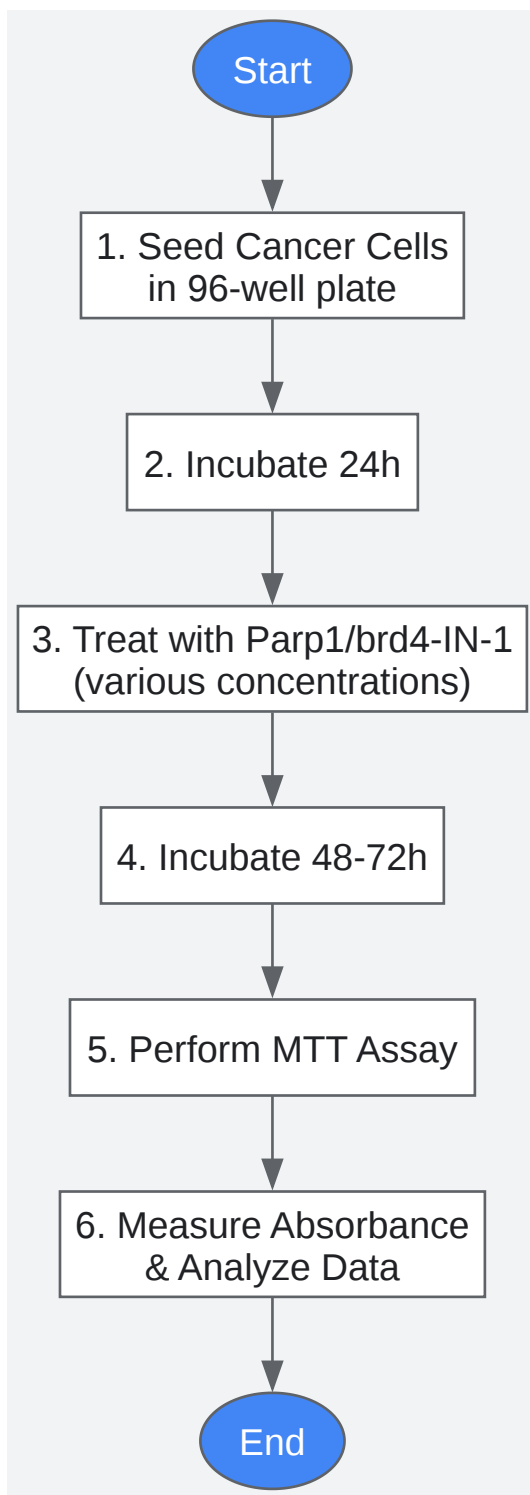 Start
1. Seed Cancer Cells
in 96-well plate
2. Incubate 24h
3. Treat with Parp1/brd4-IN-1
(various concentrations)
4. Incubate 48-72h
5. Perform MTT Assay
6. Measure Absorbance
& Analyze Data
End